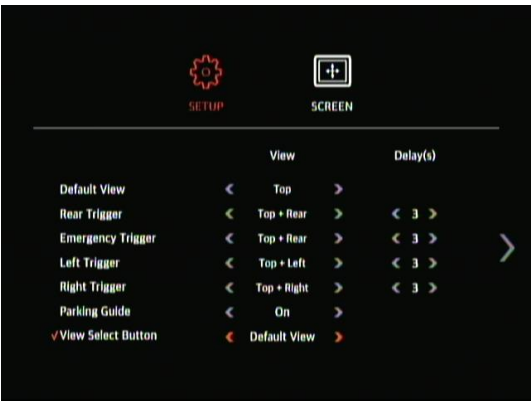 SETUP SCREEN
View Delay(s)
Default View Top
Rear Trigger Top + Rear 3
Emergency Trigger Top + Rear 3
Left Trigger Top + Left 3
Right Trigger Top + Right 3
Parking Guide On
√View Select Button Default View